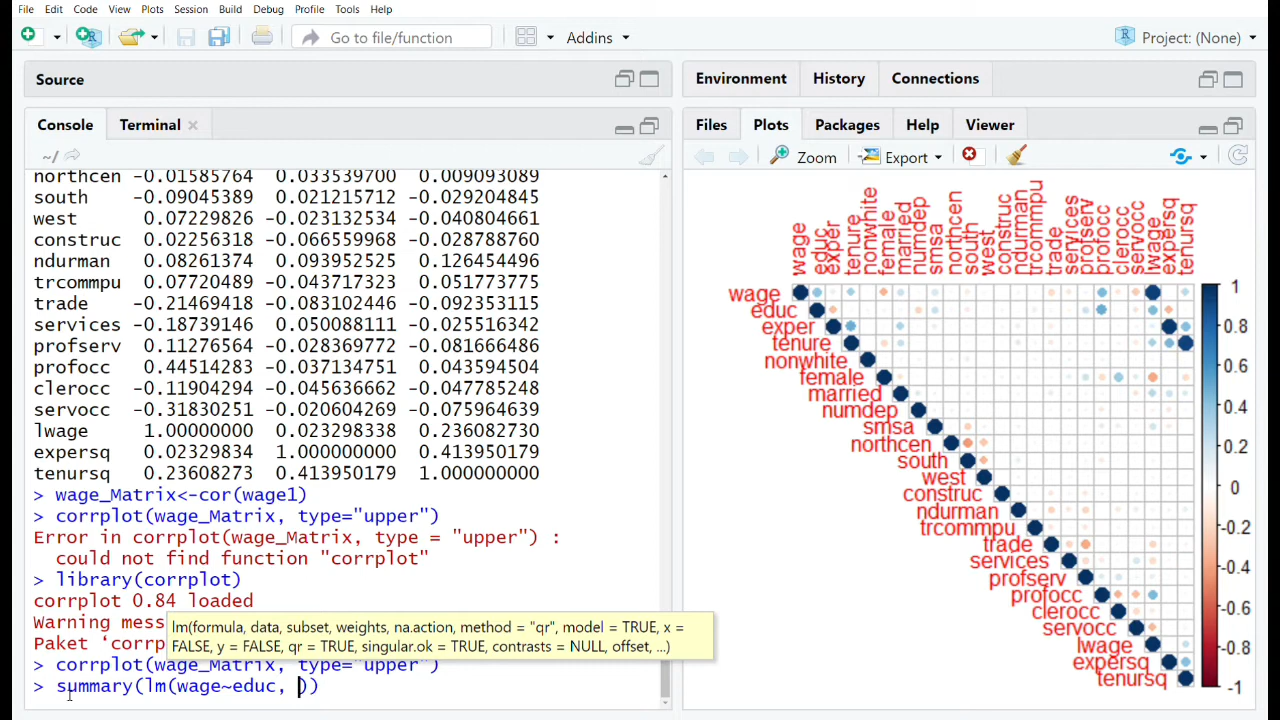 File Edit Code View Plots Session Build Debug Profile Tools Help
Go to file/function Addins Project: (None)
Source
Console Terminal
~/
northcen -0.01585764 0.033539700 0.009093089
south -0.09045389 0.021215712 -0.029204845
west 0.07229826 -0.023132534 -0.040804661
construc 0.02256318 -0.066559968 -0.028788760
ndurman 0.08261374 0.093952525 0.126454496
trcommpu 0.07720489 -0.043717323 0.051773775
trade -0.21469418 -0.083102446 -0.092353115
services -0.18739146 0.050088111 -0.025516342
profserv 0.11276564 -0.028369772 -0.081666486
profocc 0.44514283 -0.037134751 0.043594504
clerocc -0.11904294 -0.045636662 -0.047785248
servocc -0.31830251 -0.020604269 -0.075964639
lwage 1.00000000 0.023298338 0.236082730
expersq 0.02329834 1.000000000 0.413950179
tenursq 0.23608273 0.413950179 1.000000000
> wage_Matrix<-cor(wage1)
> corrplot(wage_Matrix, type="upper")
Error in corrplot(wage_Matrix, type = "upper") :
could not find function "corrplot"
> library(corrplot)
corrplot 0.84 loaded
Warning mess
Paket ‘corrp
lm(formula, data, subset, weights, na.action, method = "qr", model = TRUE, x =
FALSE, y = FALSE, qr = TRUE, singular.ok = TRUE, contrasts = NULL, offset, ...)
> corrplot(wage_Matrix, type="upper")
> summary(lm(wage~educ, ))
Environment History Connections
Files Plots Packages Help Viewer
Zoom Export
wage
educ
exper
tenure
nonwhite
female
married
numdep
smsa
northcen
south
west
construc
ndurman
trcommpu
trade
services
profserv
profocc
clerocc
servocc
lwage
expersq
tenursq
wage
educ
exper
tenure
nonwhite
female
married
numdep
smsa
northcen
south
west
construc
ndurman
trcommpu
trade
services
profserv
profocc
clerocc
servocc
lwage
expersq
tenursq
1
0.8
0.6
0.4
0.2
0
-0.2
-0.4
-0.6
-0.8
-1